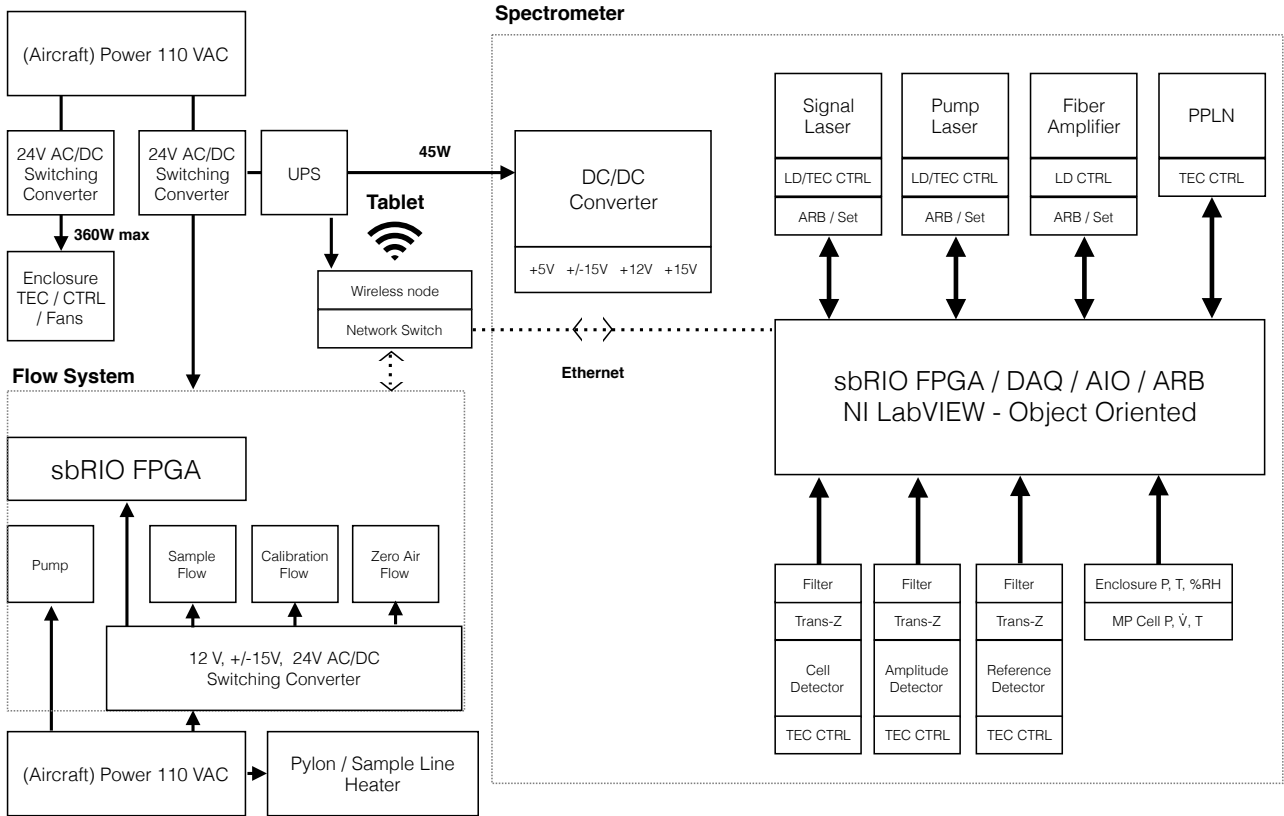 Spectrometer
(Aircraft) Power 110 VAC
24V AC/DC
Switching
Converter
24V AC/DC
Switching
Converter
UPS
45W
360W max
Enclosure
TEC / CTRL
/ Fans
Tablet
Wireless node
Network Switch
DC/DC
Converter
+5V +/-15V +12V +15V
Signal
Laser
LD/TEC CTRL
ARB / Set
Pump
Laser
LD/TEC CTRL
ARB / Set
Fiber
Amplifier
LD CTRL
ARB / Set
PPLN
TEC CTRL
Ethernet
sbRIO FPGA / DAQ / AIO / ARB
NI LabVIEW - Object Oriented
Flow System
sbRIO FPGA
Pump
Sample
Flow
Calibration
Flow
Zero Air
Flow
12 V, +/-15V, 24V AC/DC
Switching Converter
(Aircraft) Power 110 VAC
Pylon / Sample Line
Heater
Filter
Trans-Z
Cell
Detector
TEC CTRL
Filter
Trans-Z
Amplitude
Detector
TEC CTRL
Filter
Trans-Z
Reference
Detector
TEC CTRL
Enclosure P, T, %RH
MP Cell P, V̇, T